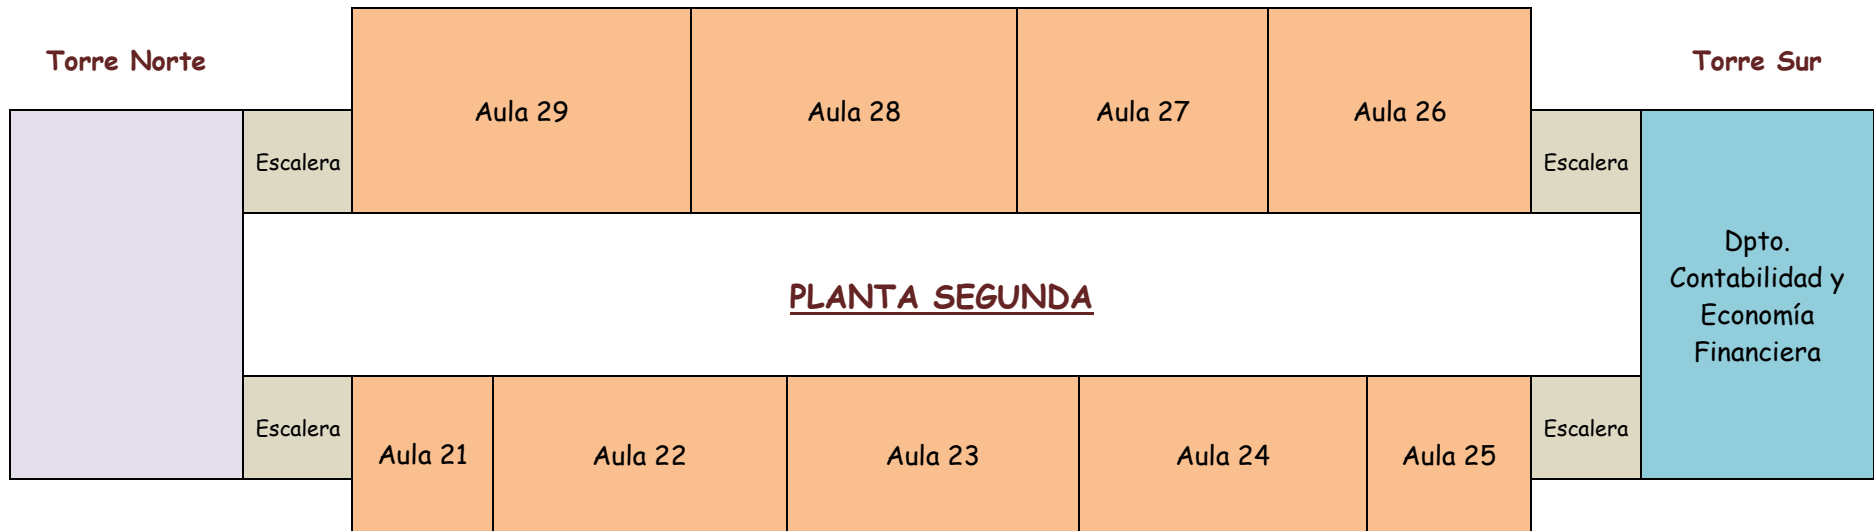 Torre Norte
Torre Sur
Aula 29
Aula 28
Aula 27
Aula 26
Escalera
Escalera
Dpto.
Contabilidad y
Economía
Financiera
PLANTA SEGUNDA
Escalera
Aula 21
Aula 22
Aula 23
Aula 24
Aula 25
Escalera